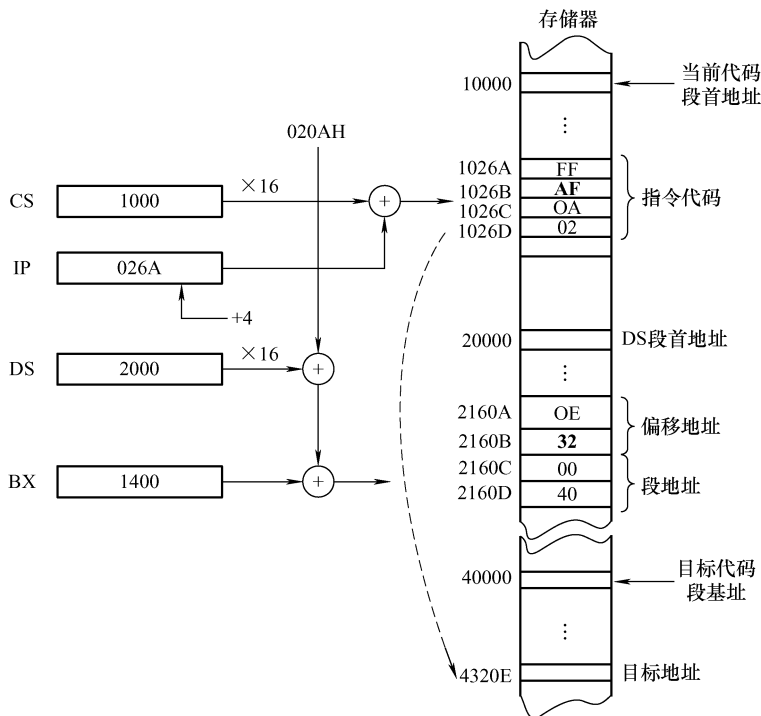 存储器
10000
当前代码
段首地址
⋮
020AH
CS
1000
×16
+
1026A
FF
1026B
AF
1026C
OA
1026D
02
指令代码
IP
026A
+4
20000
DS段首地址
DS
2000
×16
+
⋮
2160A
OE
2160B
32
偏移地址
2160C
00
2160D
40
段地址
BX
1400
+
40000
目标代码
段基址
⋮
4320E
目标地址